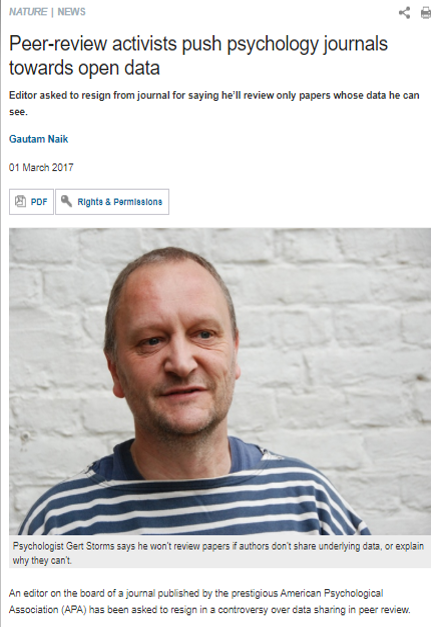 NATURE | NEWS
Peer-review activists push psychology journals
towards open data
Editor asked to resign from journal for saying he'll review only papers whose data he can
see.
Gautam Naik
01 March 2017
PDF Rights & Permissions
Psychologist Gert Storms says he won't review papers if authors don't share underlying data, or explain
why they can't.
An editor on the board of a journal published by the prestigious American Psychological
Association (APA) has been asked to resign in a controversy over data sharing in peer review.